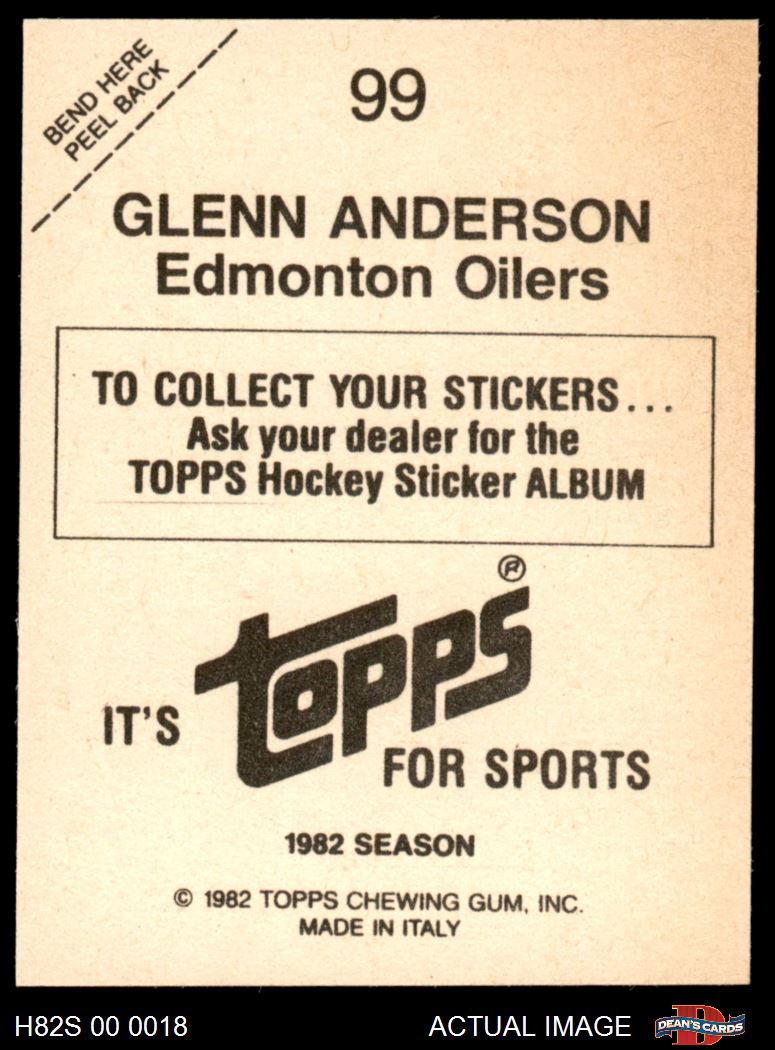 BEND HERE
PEEL BACK
99
GLENN ANDERSON
Edmonton Oilers
TO COLLECT YOUR STICKERS...
Ask your dealer for the
TOPPS Hockey Sticker ALBUM
®
IT'S topps FOR SPORTS
1982 SEASON
© 1982 TOPPS CHEWING GUM, INC.
MADE IN ITALY
H82S 00 0018
ACTUAL IMAGE
D
DEAN'S CARDS